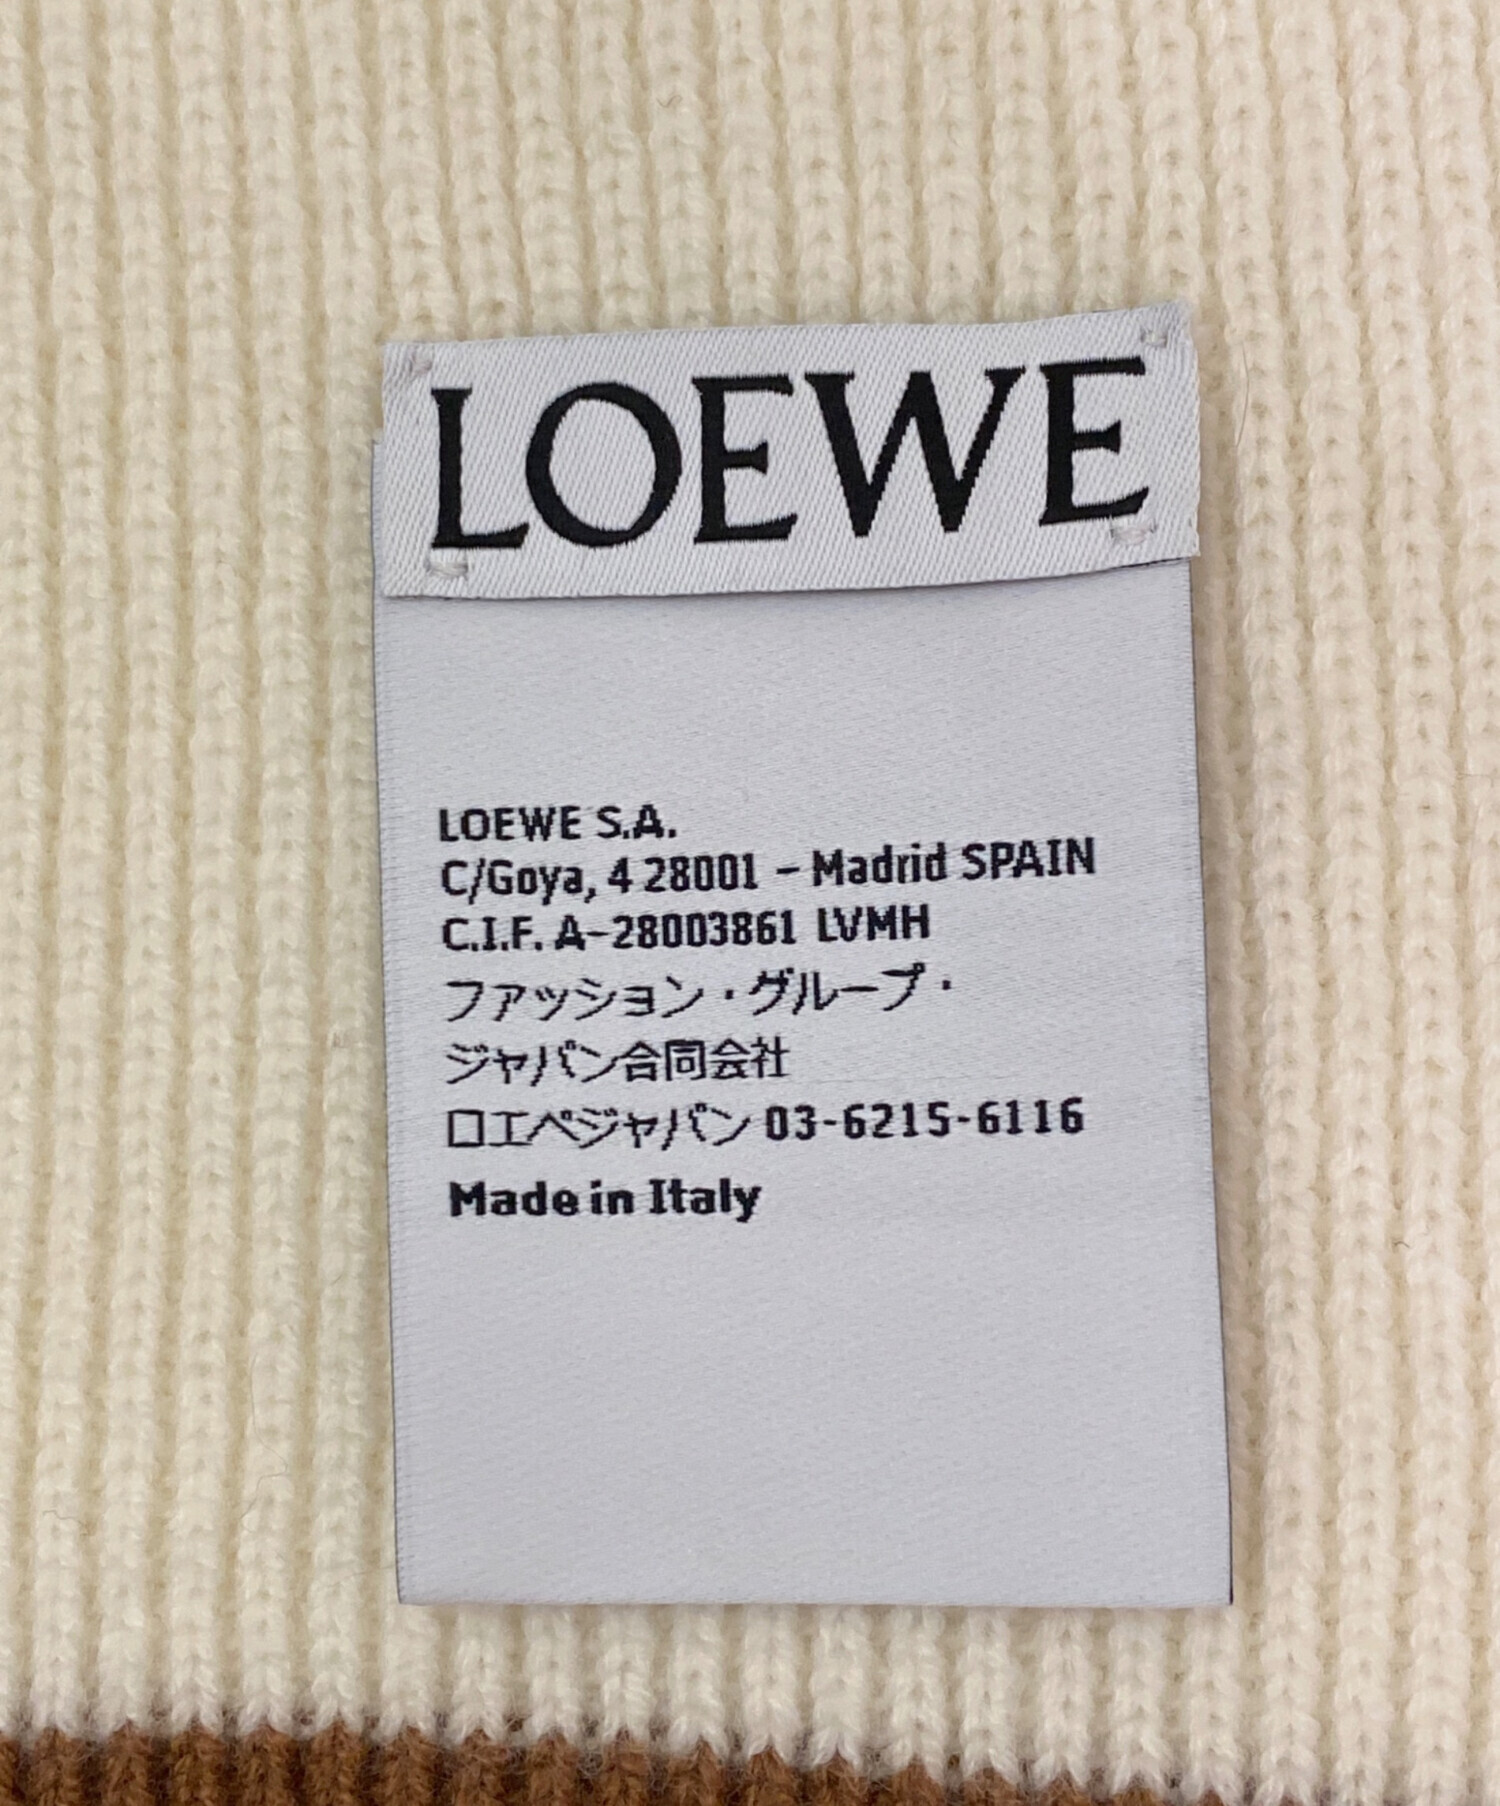 LOEWE
LOEWE S.A.
C/Goya, 4 28001 – Madrid SPAIN
C.I.F. A-28003861 LVMH
ファッション・グループ・
ジャパン合同会社
ロエベジャパン 03-6215-6116
Made in Italy